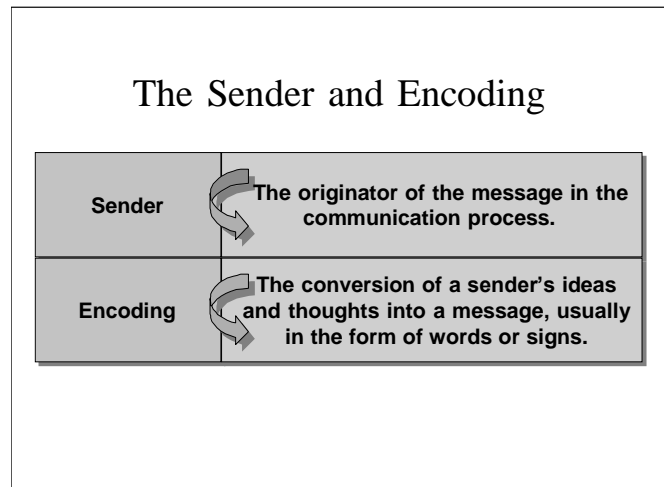 The Sender and Encoding
Sender
The originator of the message in the
communication process.
Encoding
The conversion of a sender’s ideas
and thoughts into a message, usually
in the form of words or signs.